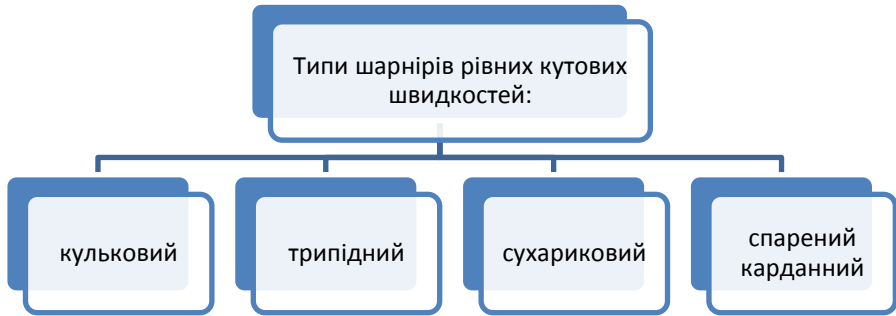 Типи шарнірів рівних кутових
швидкостей:
кульковий
трипідний
сухариковий
спарений
карданний